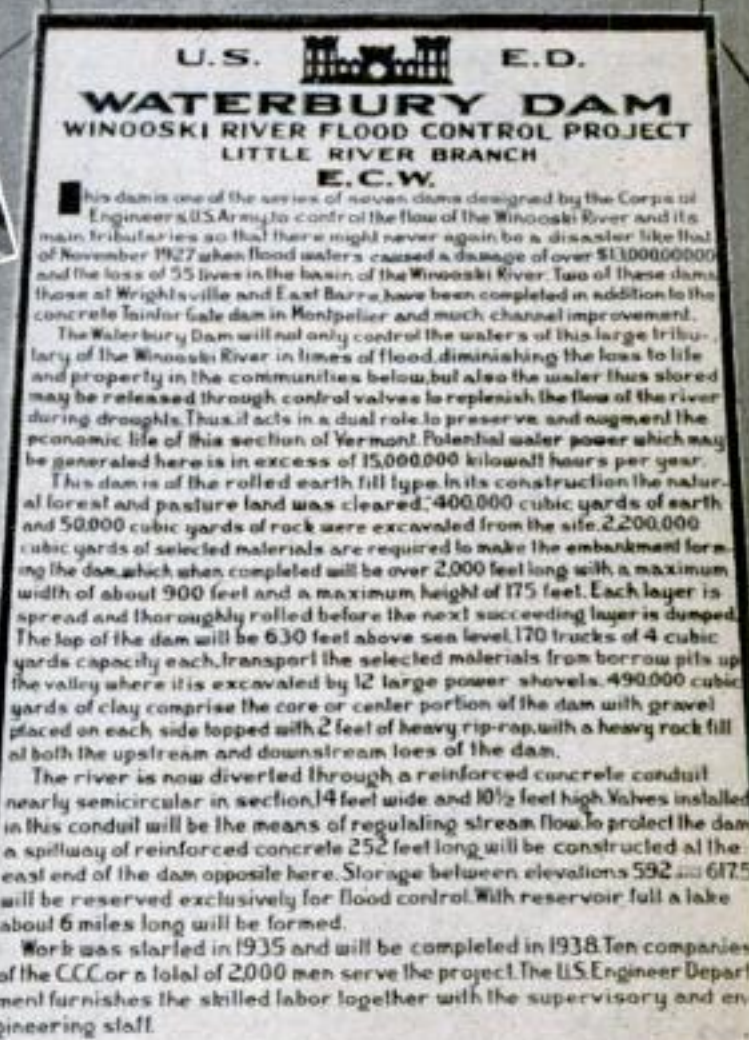 U.S. E.D.
WATERBURY DAM
WINOOSKI RIVER FLOOD CONTROL PROJECT
LITTLE RIVER BRANCH
E.C.W.
This dam is one of the series of seven dams designed by the Corps of
Engineers, U.S. Army, to control the flow of the Winooski River and its
main tributaries so that there might never again be a disaster like that
of November 1927 when flood waters caused a damage of over $13,000,000.00
and the loss of 55 lives in the basin of the Winooski River. Two of these dams,
those at Wrightsville and East Barre, have been completed in addition to the
concrete Taintor Gate dam in Montpelier and much channel improvement.
The Waterbury Dam will not only control the waters of this large tribu-
tary of the Winooski River in times of flood, diminishing the loss to life
and property in the communities below, but also the water thus stored
may be released through control valves to replenish the flow of the river
during droughts. Thus, it acts in a dual role, to preserve and augment the
economic life of this section of Vermont. Potential water power which may
be generated here is in excess of 15,000,000 kilowatt hours per year.
This dam is of the rolled earth fill type. In its construction the natur-
al forest and pasture land was cleared; 400,000 cubic yards of earth
and 50,000 cubic yards of rock were excavated from the site. 2,200,000
cubic yards of selected materials are required to make the embankment form-
ing the dam, which when completed will be over 2,000 feet long with a maximum
width of about 900 feet and a maximum height of 175 feet. Each layer is
spread and thoroughly rolled before the next succeeding layer is dumped.
The top of the dam will be 630 feet above sea level. 170 trucks of 4 cubic
yards capacity each, transport the selected materials from borrow pits up
the valley where it is excavated by 12 large power shovels. 490,000 cubic
yards of clay comprise the core or center portion of the dam with gravel
placed on each side topped with 2 feet of heavy rip-rap, with a heavy rock fill
at both the upstream and downstream toes of the dam.
The river is now diverted through a reinforced concrete conduit
nearly semicircular in section, 14 feet wide and 10½ feet high. Valves installed
in this conduit will be the means of regulating stream flow. To protect the dam
a spillway of reinforced concrete 252 feet long will be constructed at the
east end of the dam opposite here. Storage between elevations 592 617.5
will be reserved exclusively for flood control. With reservoir full a lake
about 6 miles long will be formed.
Work was started in 1935 and will be completed in 1938. Ten companies
of the C.C.C. or a total of 2,000 men serve the project. The U.S. Engineer Depart
ment furnishes the skilled labor together with the supervisory and en-
gineering staff.